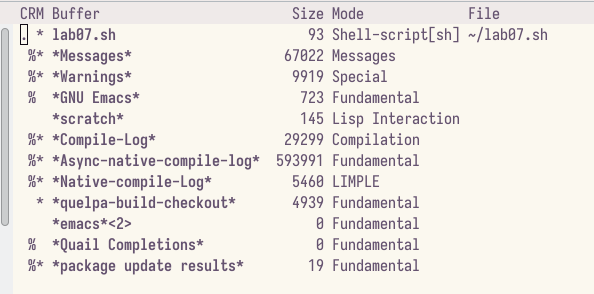 CRM Buffer Size Mode File
. * lab07.sh 93 Shell-script[sh] ~/lab07.sh
%* *Messages* 67022 Messages
%* *Warnings* 9919 Special
% *GNU Emacs* 723 Fundamental
*scratch* 145 Lisp Interaction
%* *Compile-Log* 29299 Compilation
%* *Async-native-compile-log* 593991 Fundamental
%* *Native-compile-Log* 5460 LIMPLE
* *quelpa-build-checkout* 4939 Fundamental
*emacs*<2> 0 Fundamental
% *Quail Completions* 0 Fundamental
%* *package update results* 19 Fundamental